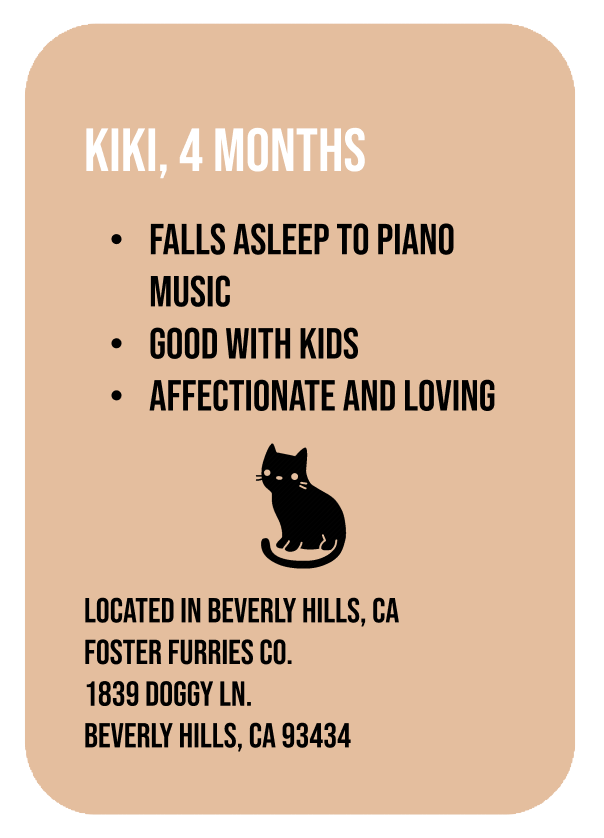 KIKI, 4 MONTHS
• FALLS ASLEEP TO PIANO
MUSIC
• GOOD WITH KIDS
• AFFECTIONATE AND LOVING
LOCATED IN BEVERLY HILLS, CA
FOSTER FURRIES CO.
1839 DOGGY LN.
BEVERLY HILLS, CA 93434